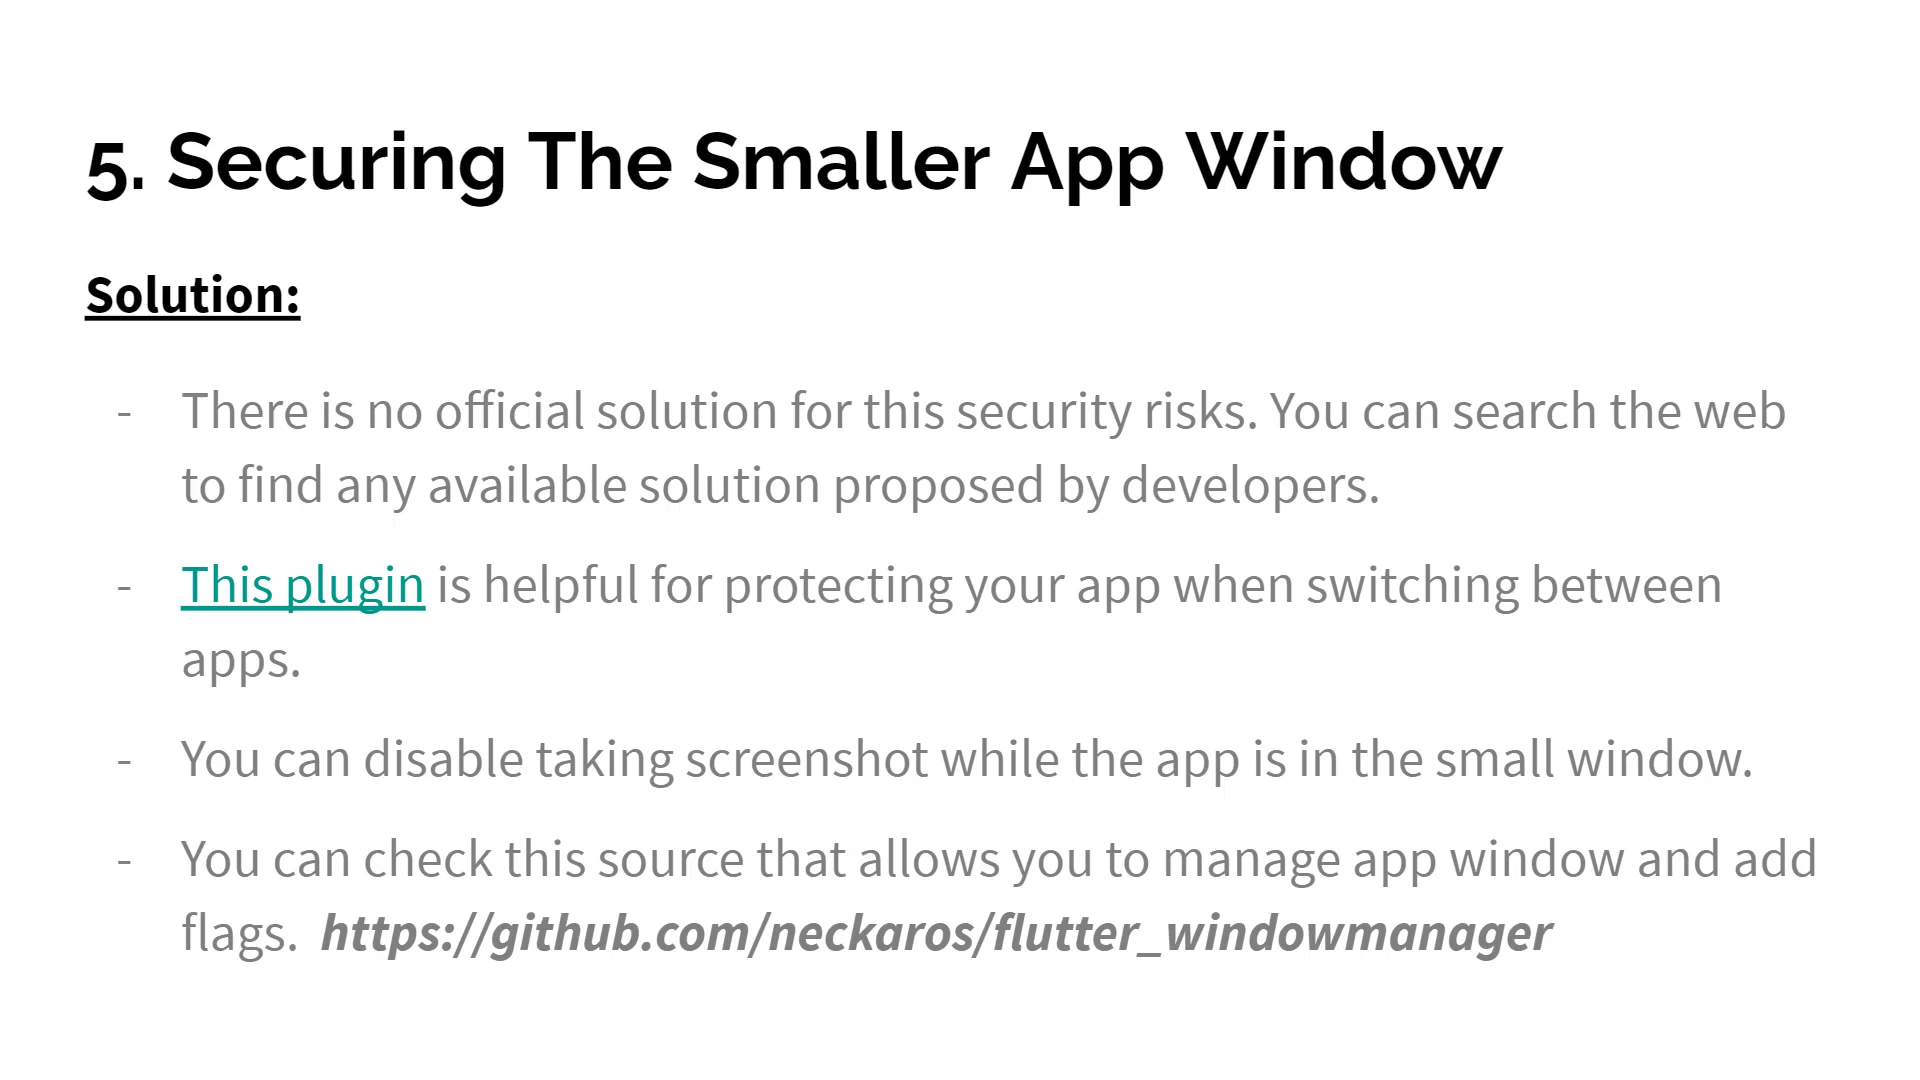 5. Securing The Smaller App Window
Solution:
- There is no official solution for this security risks. You can search the web
to find any available solution proposed by developers.
- This plugin is helpful for protecting your app when switching between
apps.
- You can disable taking screenshot while the app is in the small window.
- You can check this source that allows you to manage app window and add
flags. https://github.com/neckaros/flutter_windowmanager